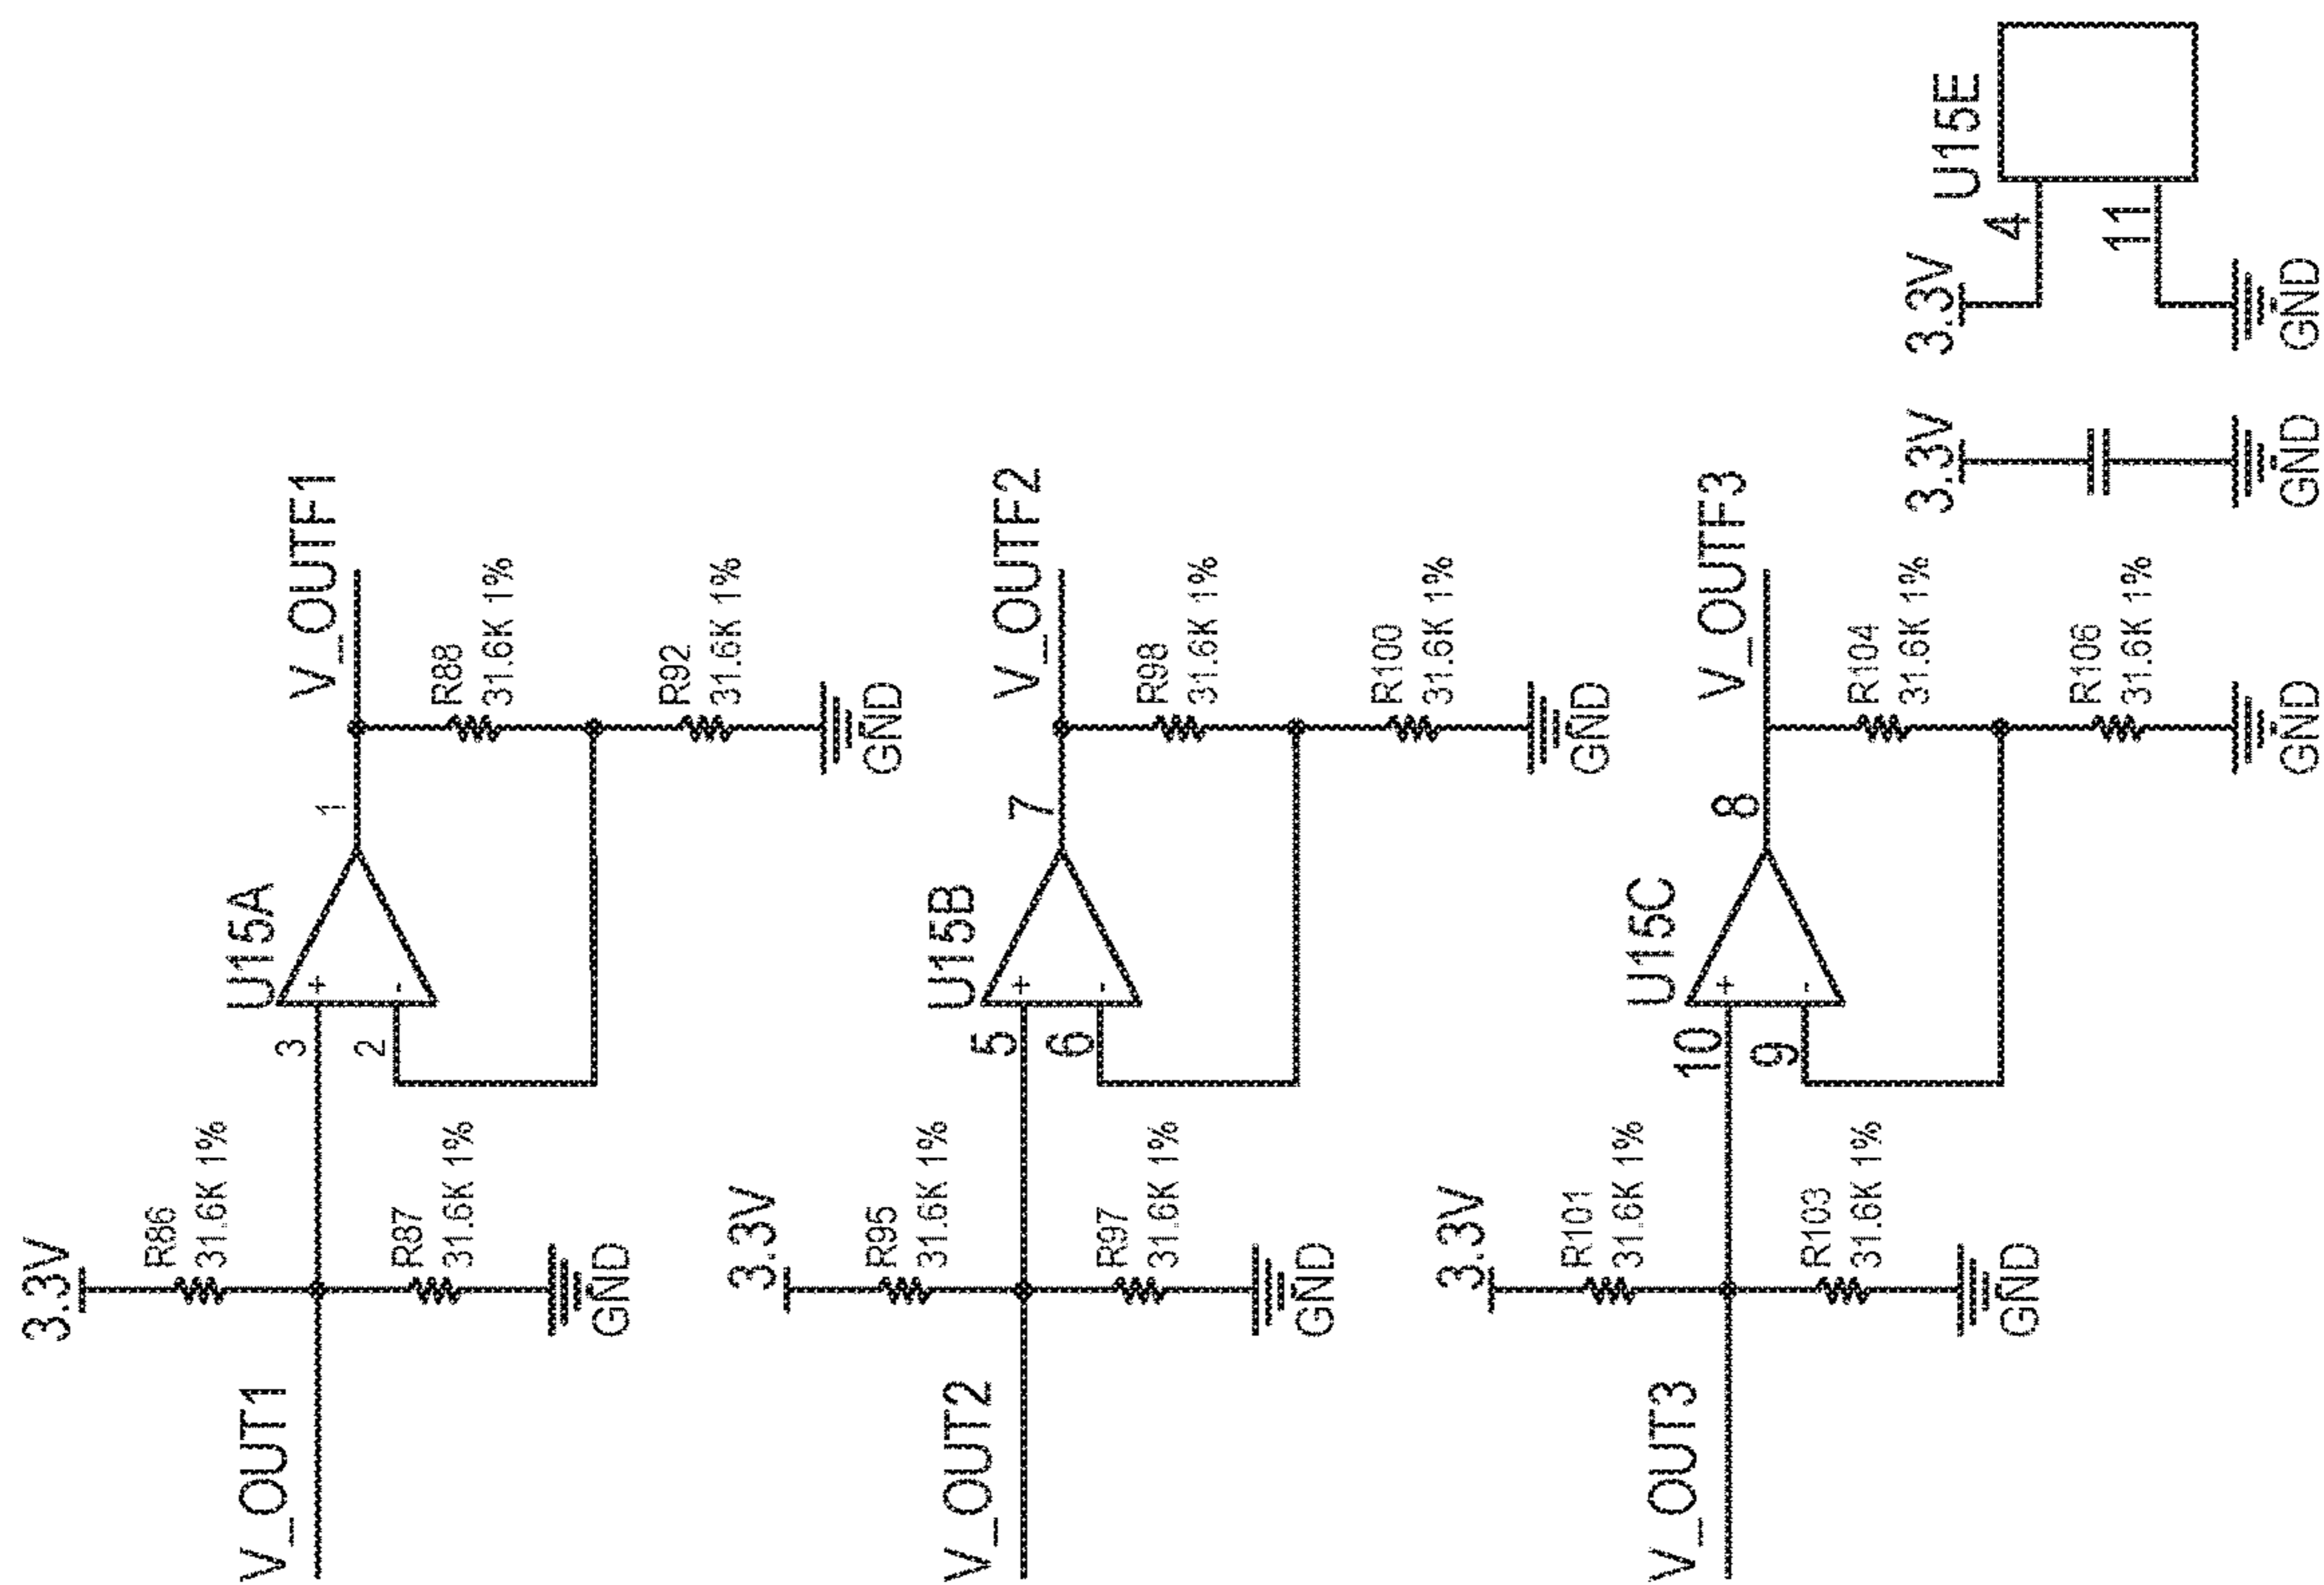 3.3V
R86
31.6K 1%
V_OUT1
R87
31.6K 1%
GND
3
2
+
-
U15A
1
V_OUTF1
R88
31.6K 1%
R92
31.6K 1%
GND
3.3V
R95
31.6K 1%
V_OUT2
R97
31.6K 1%
GND
5
6
+
-
U15B
7
V_OUTF2
R98
31.6K 1%
R100
31.6K 1%
GND
3.3V
R101
31.6K 1%
V_OUT3
R103
31.6K 1%
GND
10
9
+
-
U15C
8
V_OUTF3
R104
31.6K 1%
R106
31.6K 1%
GND
3.3V
GND
3.3V
GND
4
11
U15E